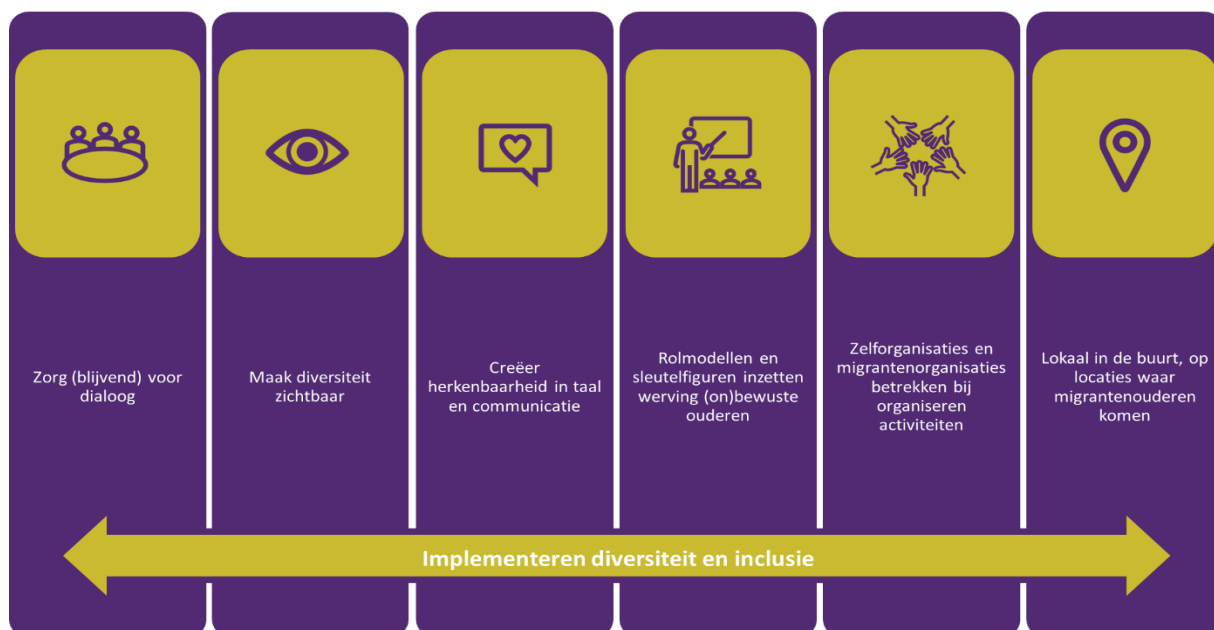 Zorg (blijvend) voor
dialoog
Maak diversiteit
zichtbaar
Creëer
herkenbaarheid in taal
en communicatie
Rolmodellen en
sleutelfiguren inzetten
werving (on)bewuste
ouderen
Zelforganisaties en
migrantenorganisaties
betrekken bij
organiseren
activiteiten
Lokaal in de buurt, op
locaties waar
migrantenouderen
komen
Implementeren diversiteit en inclusie